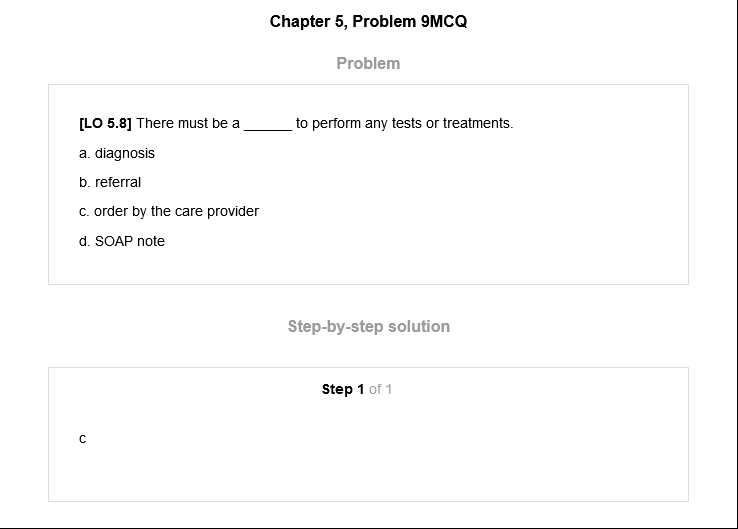 Chapter 5, Problem 9MCQ
Problem
[LO 5.8] There must be a ______ to perform any tests or treatments.
a. diagnosis
b. referral
c. order by the care provider
d. SOAP note
Step-by-step solution
Step 1 of 1
c